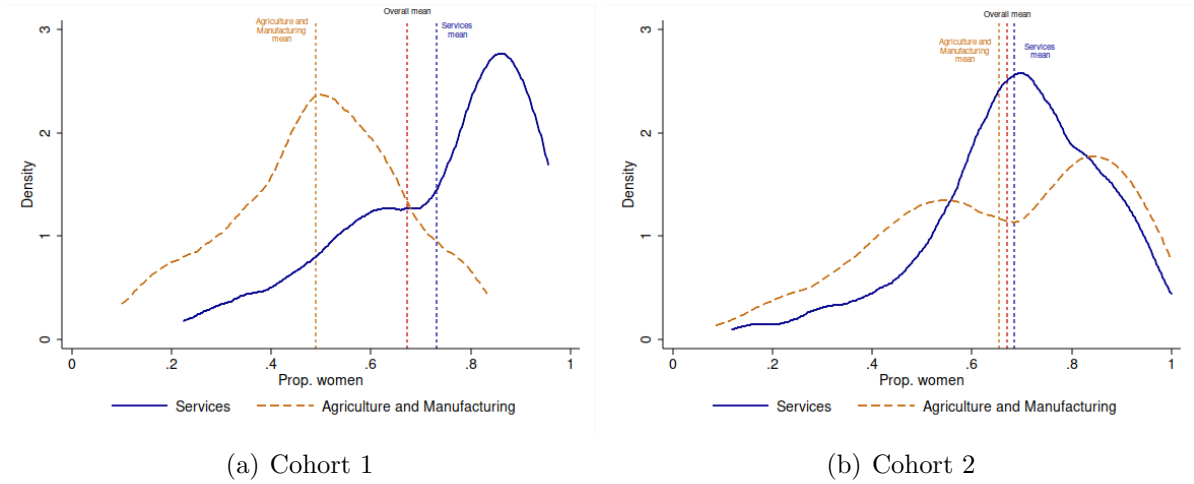 Overall mean
Agriculture and
Manufacturing
mean
Services
mean
3
2
1
0
Density
0 .2 .4 .6 .8 1
Prop. women
Services Agriculture and Manufacturing
(a) Cohort 1
Overall mean
Agriculture and
Manufacturing
mean
Services
mean
3
2
1
0
Density
0 .2 .4 .6 .8 1
Prop. women
Services Agriculture and Manufacturing
(b) Cohort 2